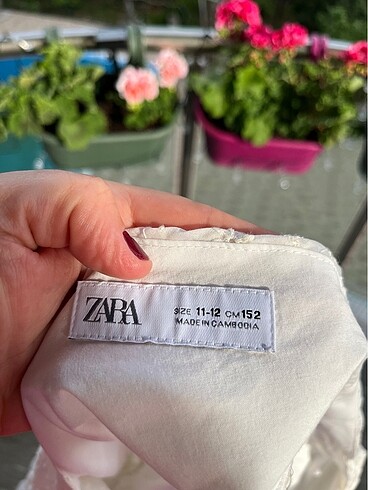 ZARA
SIZE 11-12 CM 152
MADE IN CAMBODIA